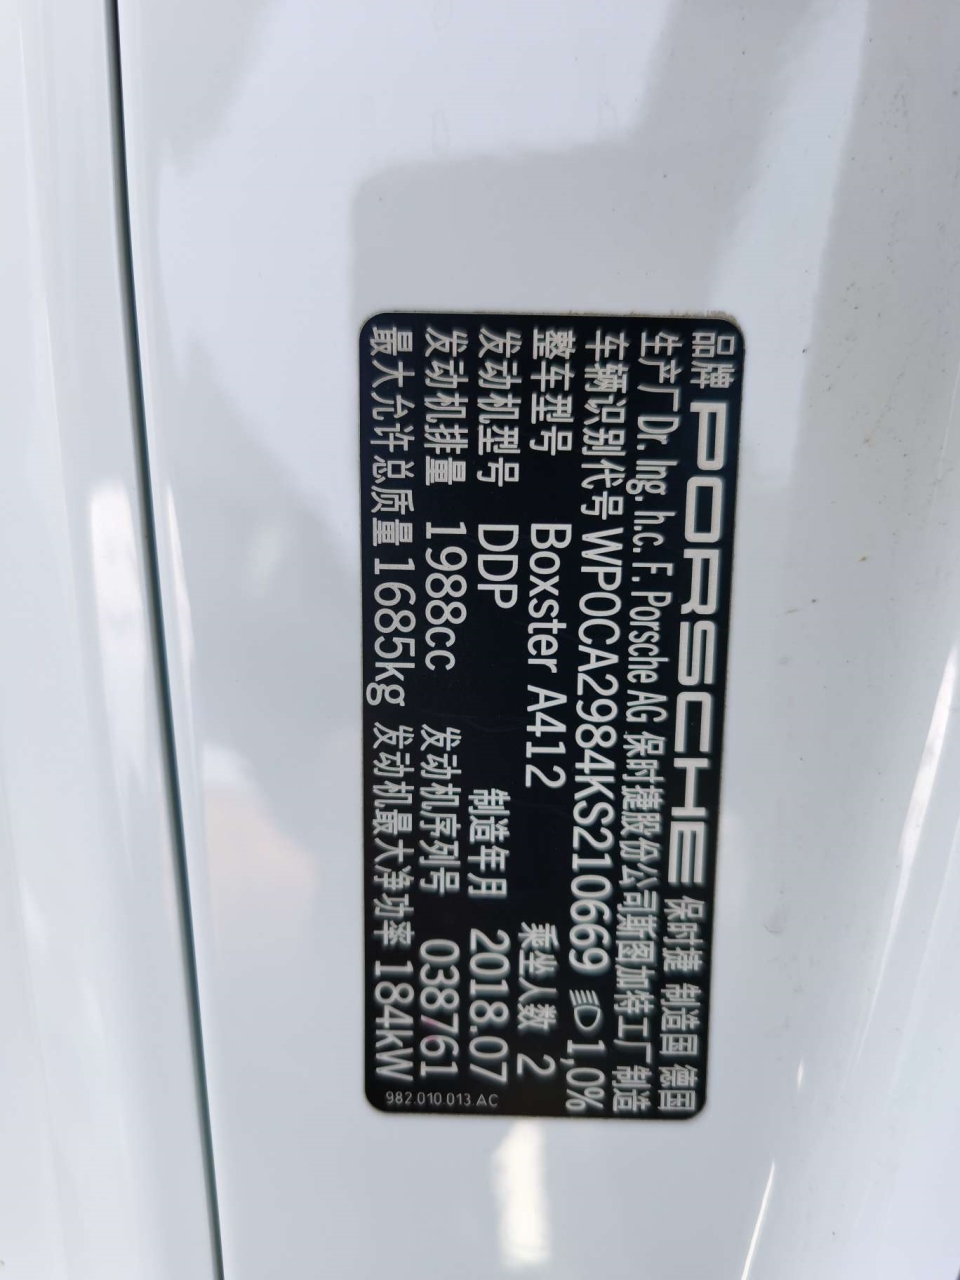 品牌 PORSCHE 保时捷 制造国 德国
生产厂Dr. Ing. h.c. F. Porsche AG 保时捷股份公司斯图加特工厂制造
车辆识别代号 WP0CA2984KS210669 1,0%
整车型号 Boxster A412 乘坐人数 2
发动机型号 DDP 制造年月 2018.07
发动机排量 1988cc 发动机序列号 038761
最大允许总质量 1685kg 发动机最大净功率 184kW
982.010.013.AC